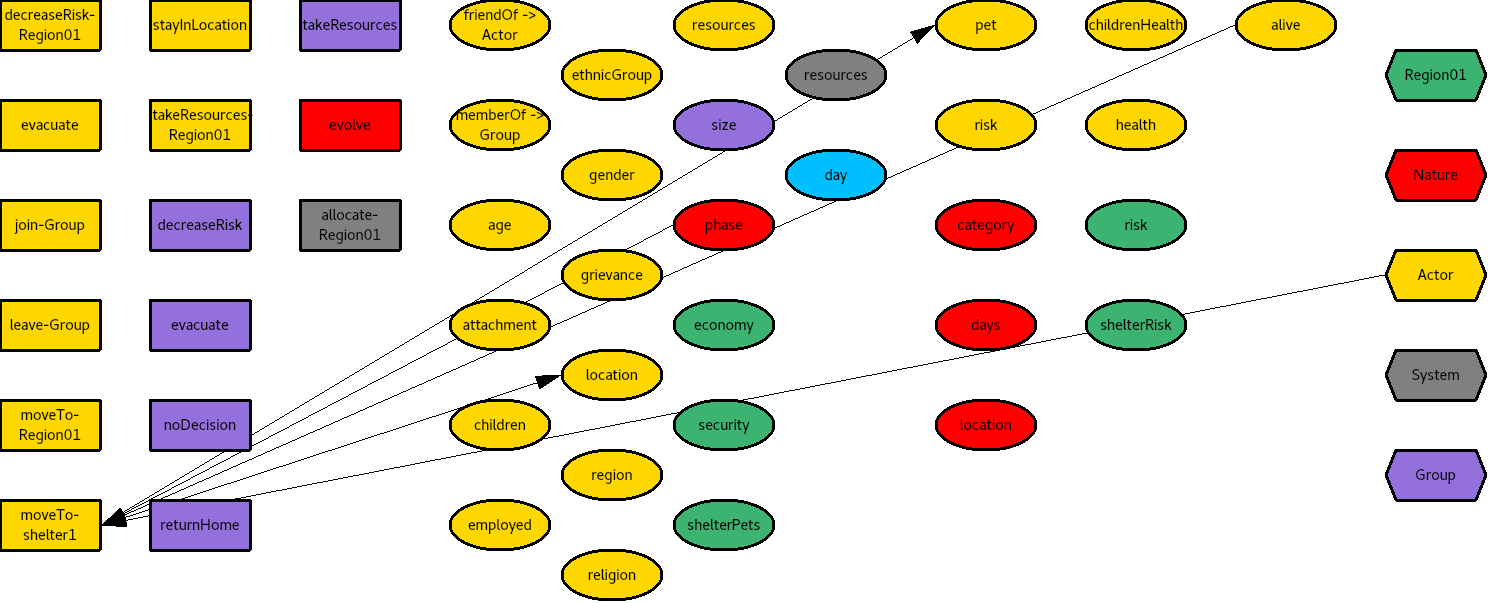 decreaseRisk-
Region01
stayInLocation
takeResources
friendOf ->
Actor
resources
pet
childrenHealth
alive
ethnicGroup
resources
Region01
evacuate
takeResources-
Region01
evolve
memberOf ->
Group
size
risk
health
gender
day
Nature
join-Group
decreaseRisk
allocate-
Region01
age
phase
category
risk
grievance
Actor
leave-Group
evacuate
attachment
economy
days
shelterRisk
location
System
moveTo-
Region01
noDecision
children
security
location
region
Group
moveTo-
shelter1
returnHome
employed
shelterPets
religion